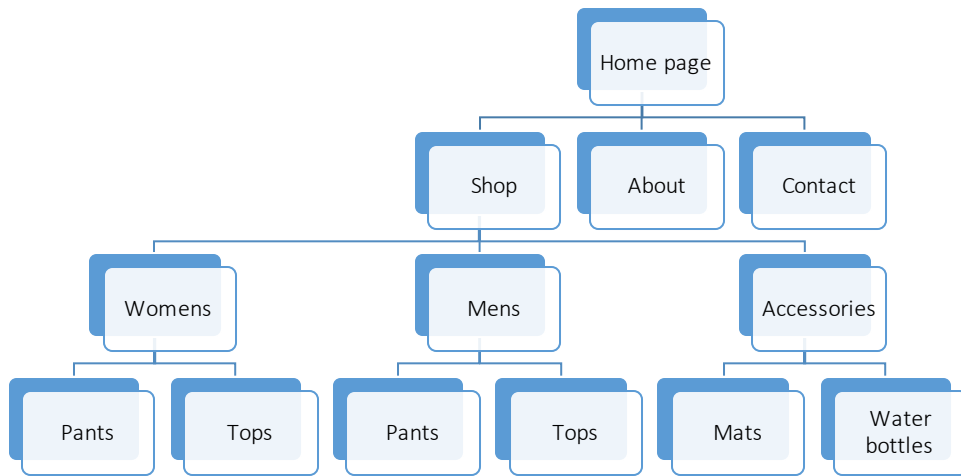 Home page
Shop
About
Contact
Womens
Mens
Accessories
Pants
Tops
Pants
Tops
Mats
Water
bottles